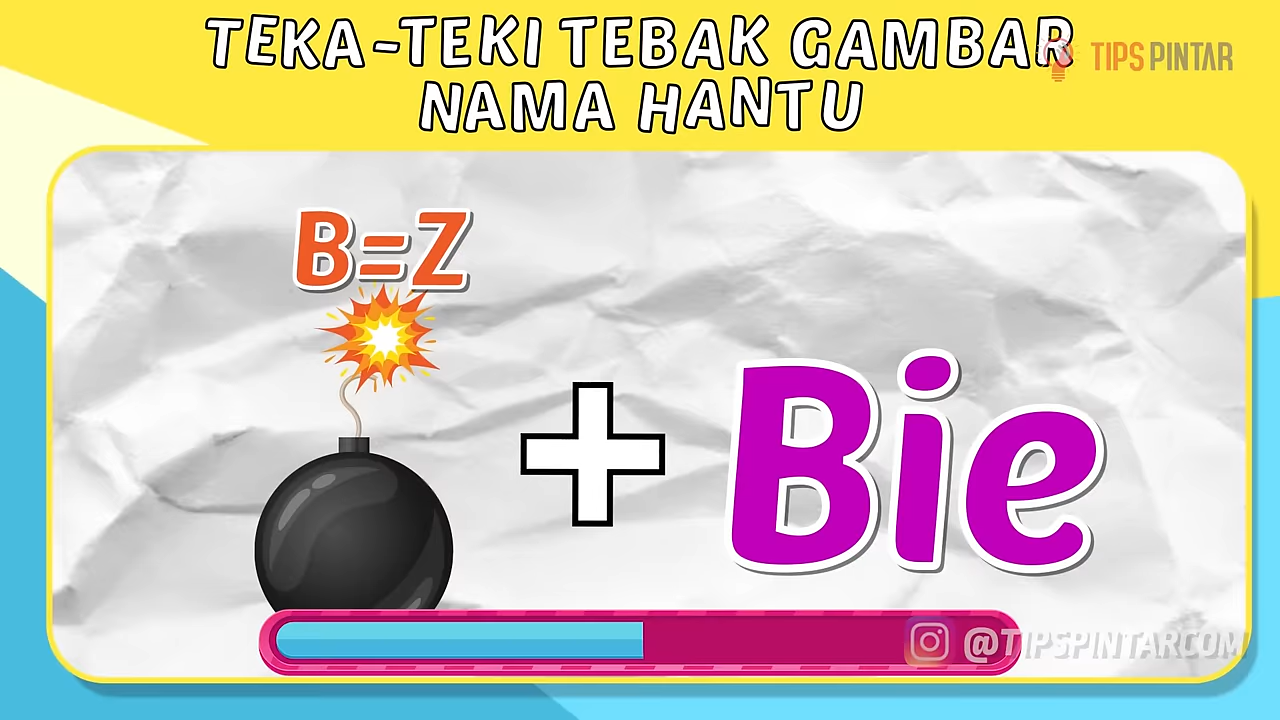 TEKA-TEKI TEBAK GAMBAR
NAMA HANTU
TIPS PINTAR
B=Z
Bie
@TIPSPINTARCOM